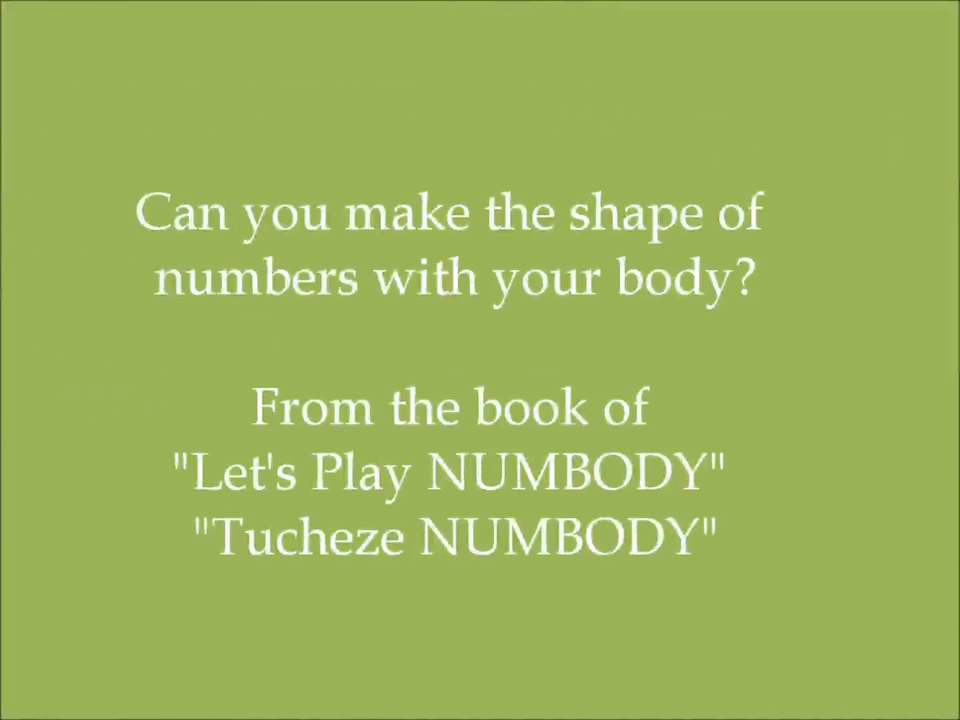 Can you make the shape of
numbers with your body?
From the book of
"Let's Play NUMBODY"
"Tucheze NUMBODY"